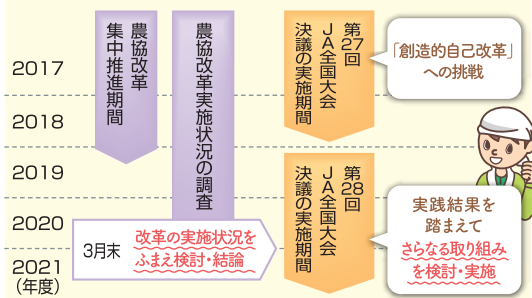 2017
2018
2019
2020
2021
(年度)
農協改革
集中推進期間
農協改革実施状況の調査
第27回
ＪＡ全国大会
決議の実施期間
「創造的自己改革」
への挑戦
第28回
ＪＡ全国大会
決議の実施期間
実践結果を
踏まえて
さらなる取り組み
を検討・実施
3月末
改革の実施状況を
ふまえ検討・結論